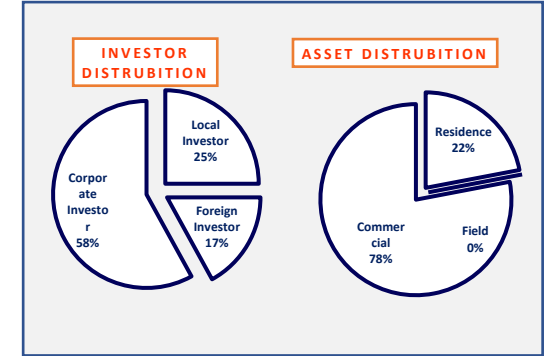 INVESTOR
DISTRUBITION
Local
Investor
25%
Corpor
ate
Investo
r
58%
Foreign
Investor
17%
ASSET DISTRUBITION
Residence
22%
Commer
cial
78%
Field
0%